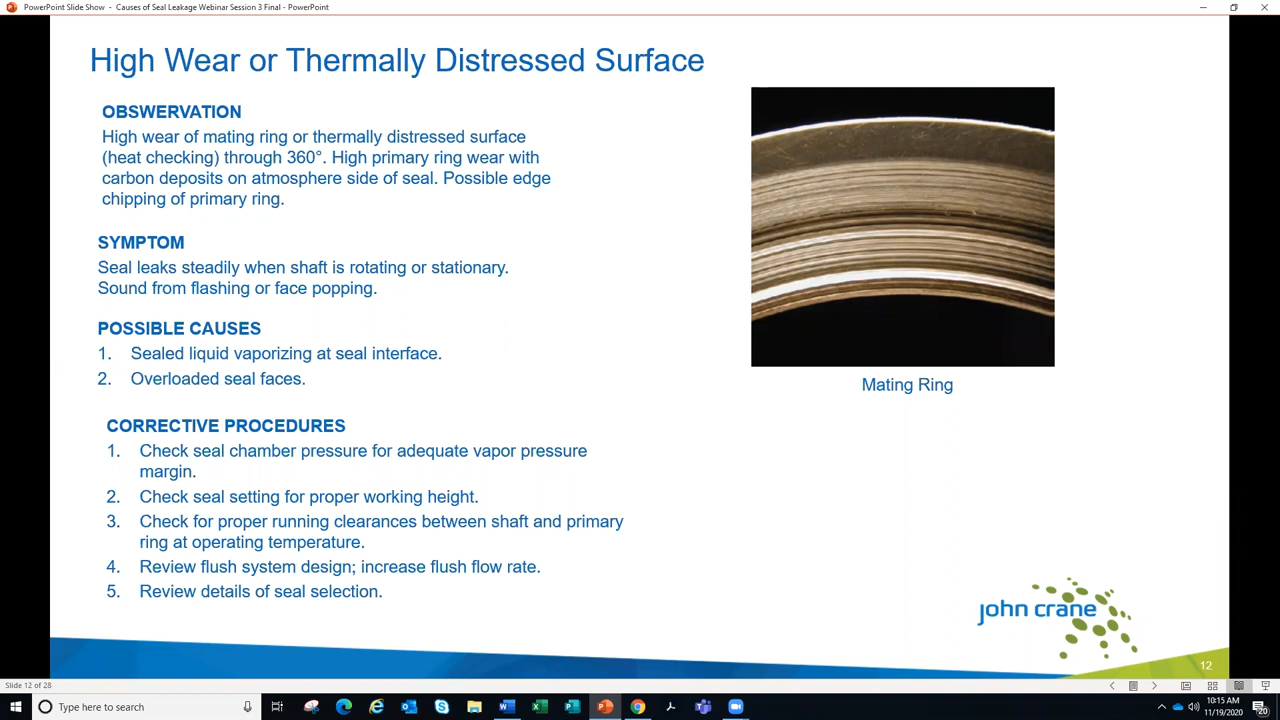 PowerPoint Slide Show - Causes of Seal Leakage Webinar Session 3 Final - PowerPoint
High Wear or Thermally Distressed Surface
OBSWERVATION
High wear of mating ring or thermally distressed surface
(heat checking) through 360°. High primary ring wear with
carbon deposits on atmosphere side of seal. Possible edge
chipping of primary ring.
SYMPTOM
Seal leaks steadily when shaft is rotating or stationary.
Sound from flashing or face popping.
POSSIBLE CAUSES
1. Sealed liquid vaporizing at seal interface.
2. Overloaded seal faces.
CORRECTIVE PROCEDURES
1. Check seal chamber pressure for adequate vapor pressure
margin.
2. Check seal setting for proper working height.
3. Check for proper running clearances between shaft and primary
ring at operating temperature.
4. Review flush system design; increase flush flow rate.
5. Review details of seal selection.
Mating Ring
john crane
12
Slide 12 of 28
Type here to search
10:15 AM
11/19/2020
20